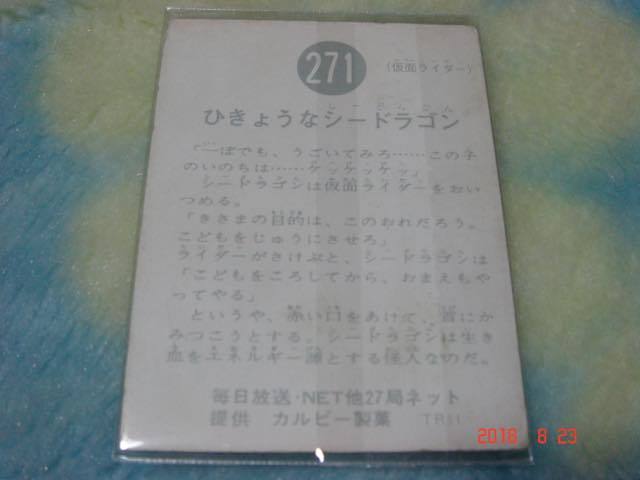 271
(仮面ライダー)
ひきょうなシードラゴン
「一ぽでも、うごいてみろ……この子
のいのちは……ケッケッケッ」
シードラゴンは仮面ライダーをおい
つめる。
「きさまの目的は、このおれだろう。
こどもをじゆうにさせろ」
ライダーがさけぶと、シードラゴンは
「こどもをころしてから、おまえもや
ってやる」
というや、赤い口をあけて、首にか
みつこうとする。シードラゴンは生き
血をエネルギー源とする怪人なのだ。
毎日放送・NET他27局ネット
提供 カルビー製菓 TR11
2018 8 23